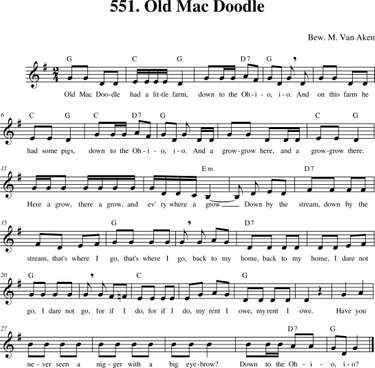 551. Old Mac Doodle
Bew. M. Van Aken
G C G D7 G
Old Mac Doo-dle had a lit-tle farm, down to the Oh-i-o, i-o. And on this farm he
6 C G C G D7 G C G
had some pigs, down to the Oh-i-o, i-o. And a grow-grow here, and a grow-grow there.
11 G C Em D7
Here a grow, there a grow, and ev'ry where a grow___ Down by the stream, down by the
15 G G D7
stream, that's where I go, that's where I go, back to my home, back to my home, I dare not
20 G C G D7 G
go, I dare not go, for if I do, for if I do, my rent I owe, my rent I owe. Have you
27 D7 G
ne-ver seen a nig-ger with a big eye-brow? Down to the Oh-i-o, i-o?